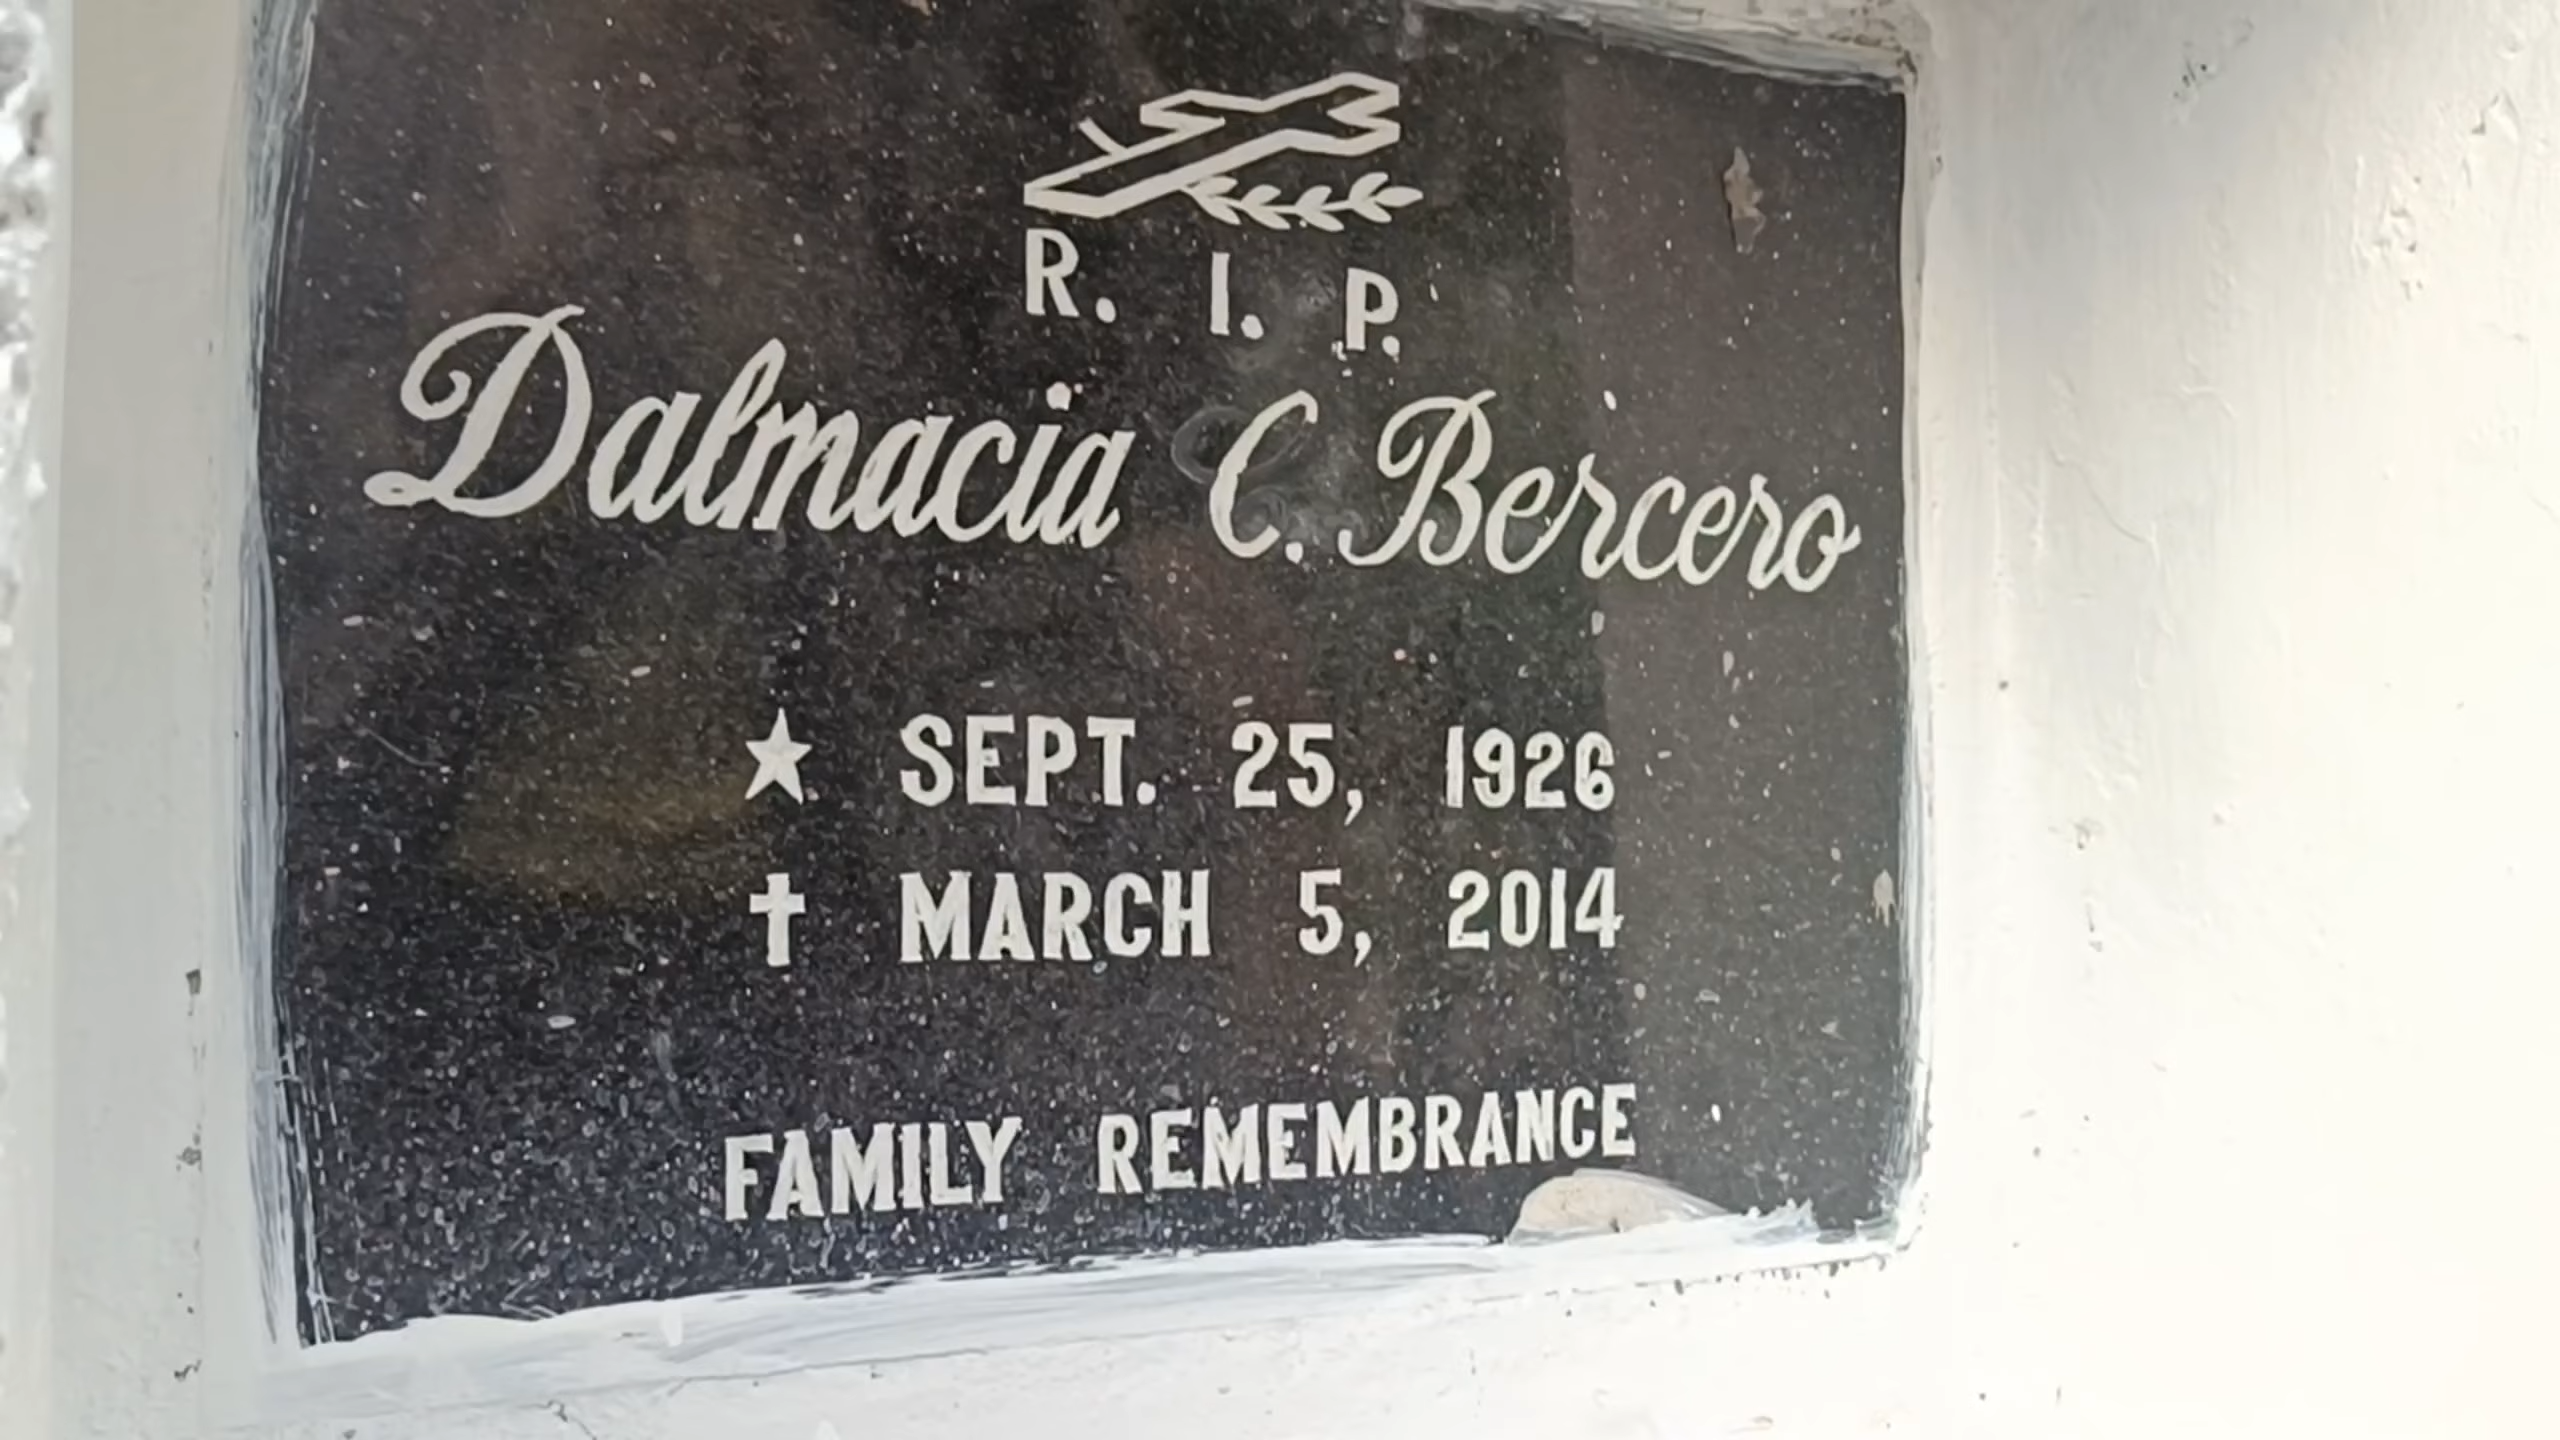 R. I. P.
Dalmacia C. Bercero
★ SEPT. 25, 1926
✝ MARCH 5, 2014
FAMILY REMEMBRANCE